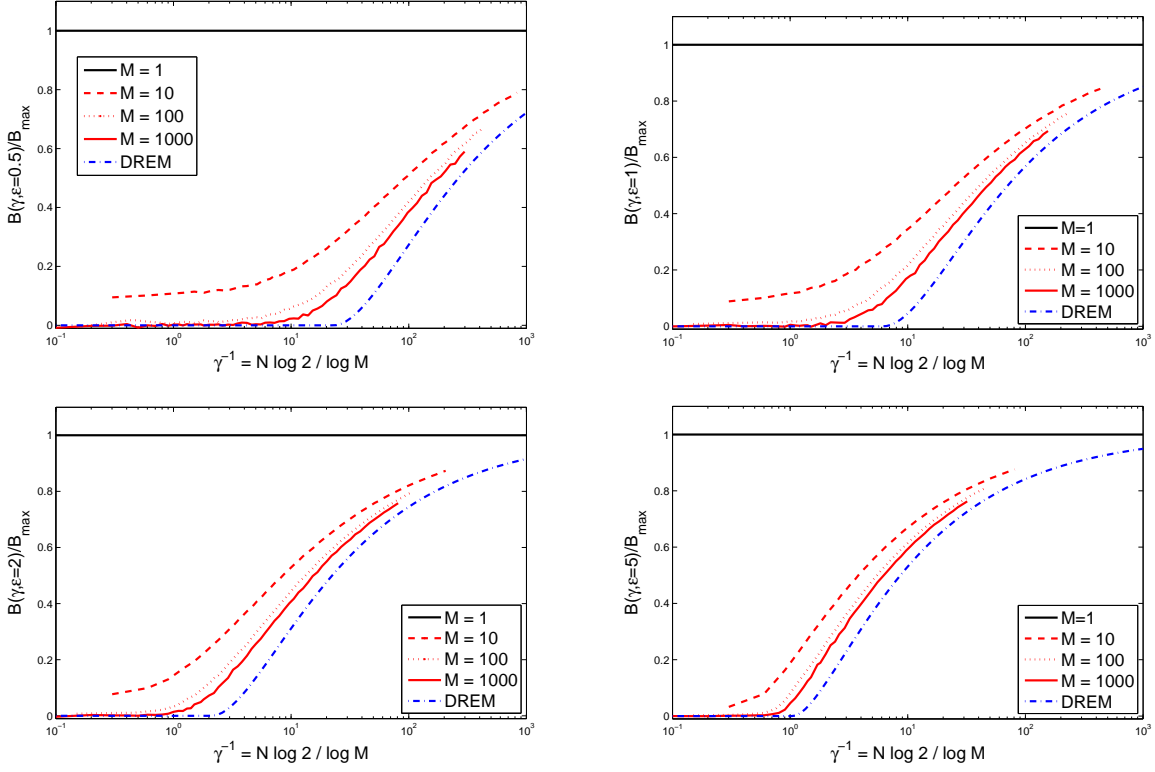 B(γ,ε=0.5)/B_max
1
0.8
0.6
0.4
0.2
0
M = 1
M = 10
M = 100
M = 1000
DREM
10^-1
10^0
10^1
10^2
10^3
γ^-1 = N log 2 / log M
B(γ,ε=1)/B_max
1
0.8
0.6
0.4
0.2
0
M=1
M = 10
M = 100
M = 1000
DREM
10^-1
10^0
10^1
10^2
10^3
γ^-1 = N log 2 / log M
B(γ,ε=2)/B_max
1
0.8
0.6
0.4
0.2
0
M = 1
M = 10
M = 100
M = 1000
DREM
10^-1
10^0
10^1
10^2
10^3
γ^-1 = N log 2 / log M
B(γ,ε=5)/B_max
1
0.8
0.6
0.4
0.2
0
M=1
M = 10
M = 100
M = 1000
DREM
10^-1
10^0
10^1
10^2
10^3
γ^-1 = N log 2 / log M